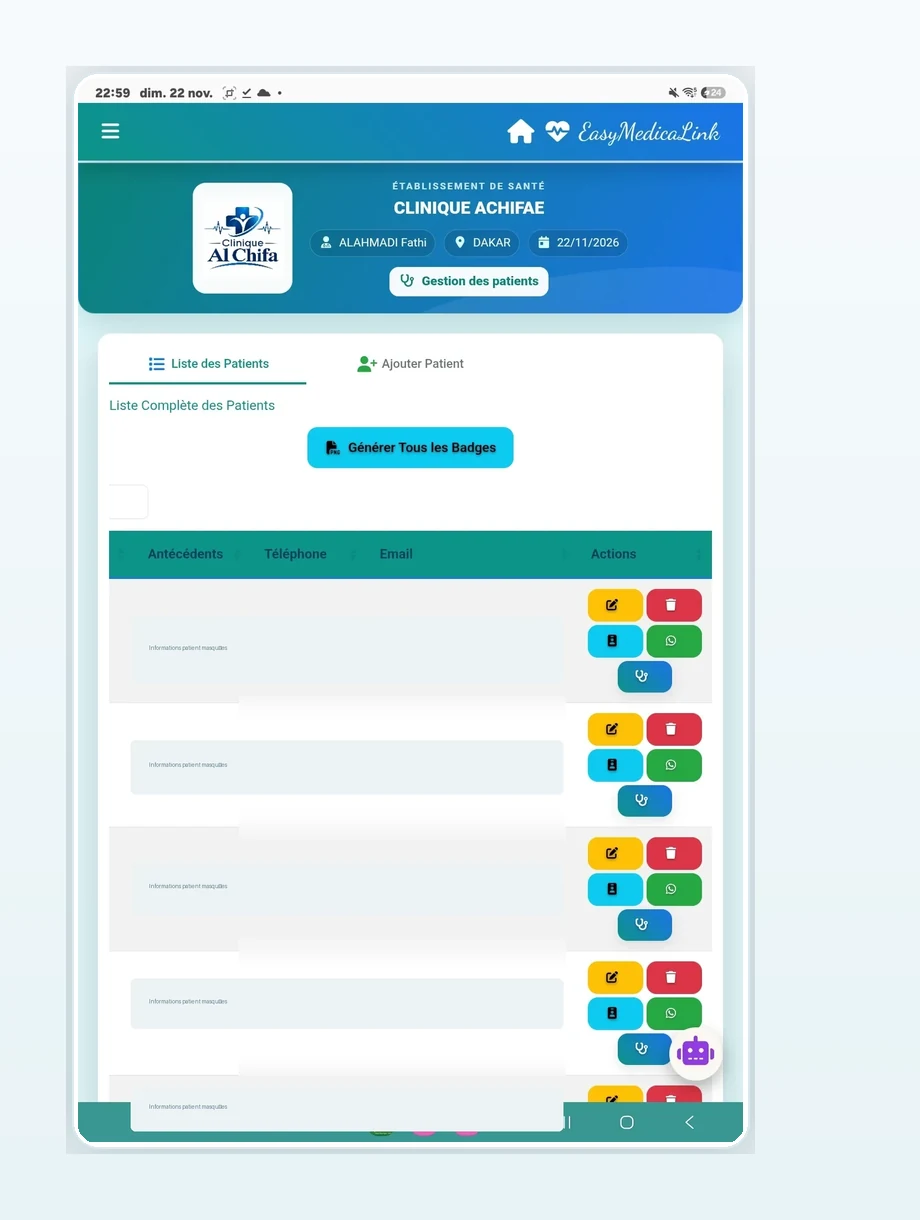 22:59 dim. 22 nov.
24
EasyMedicaLink
ÉTABLISSEMENT DE SANTÉ
CLINIQUE ACHIFAE
Clinique
Al Chifa
ALAHMADI Fathi
DAKAR
22/11/2026
Gestion des patients
Liste des Patients
Ajouter Patient
Liste Complète des Patients
Générer Tous les Badges
Antécédents
Téléphone
Email
Actions
Informations patient masquées
Informations patient masquées
Informations patient masquées
Informations patient masquées
Informations patient masquées